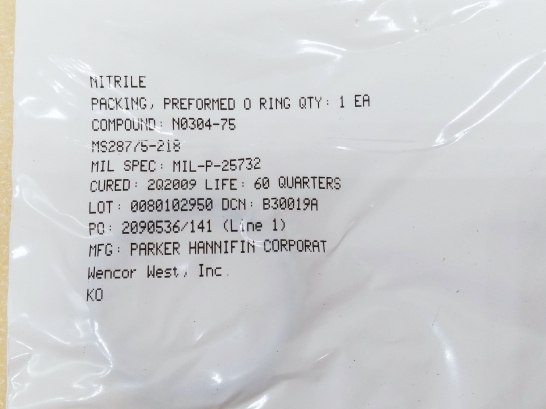 NITRILE
PACKING, PREFORMED O RING QTY: 1 EA
COMPOUND: N0304-75
MS28775-218
MIL SPEC: MIL-P-25732
CURED: 2Q2009 LIFE: 60 QUARTERS
LOT: 0080102950 DCN: B30019A
PO: 2090536/141 (Line 1)
MFG: PARKER HANNIFIN CORPORAT
Wencor West, Inc.
KO